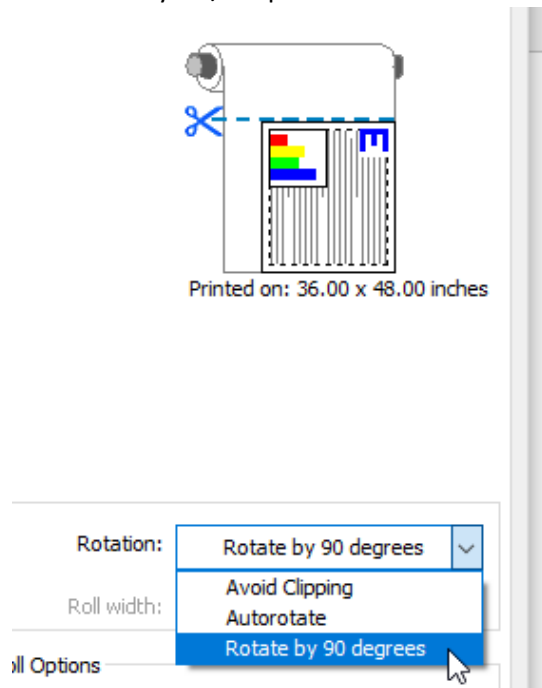 E
Printed on: 36.00 x 48.00 inches
Rotation: Rotate by 90 degrees
Avoid Clipping
Roll width:
Autorotate
Rotate by 90 degrees
ll Options